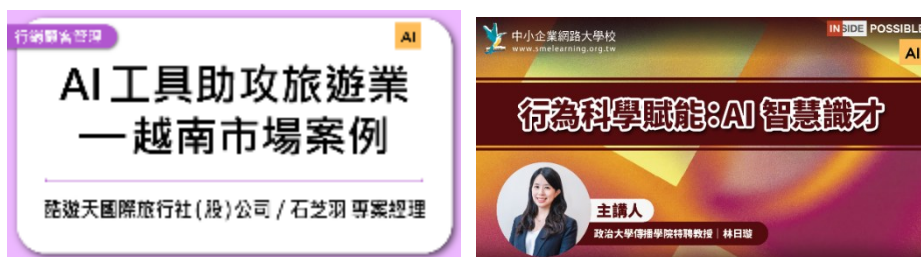 行銷顧客管理
AI
AI工具助攻旅遊業
—越南市場案例
酷遊天國際旅行社(股)公司 / 石芝羽 專案經理
中小企業網路大學校
www.smelearning.org.tw
INSIDE POSSIBLE
AI
行為科學賦能:AI 智慧識才
主講人
政治大學傳播學院特聘教授｜林日璇